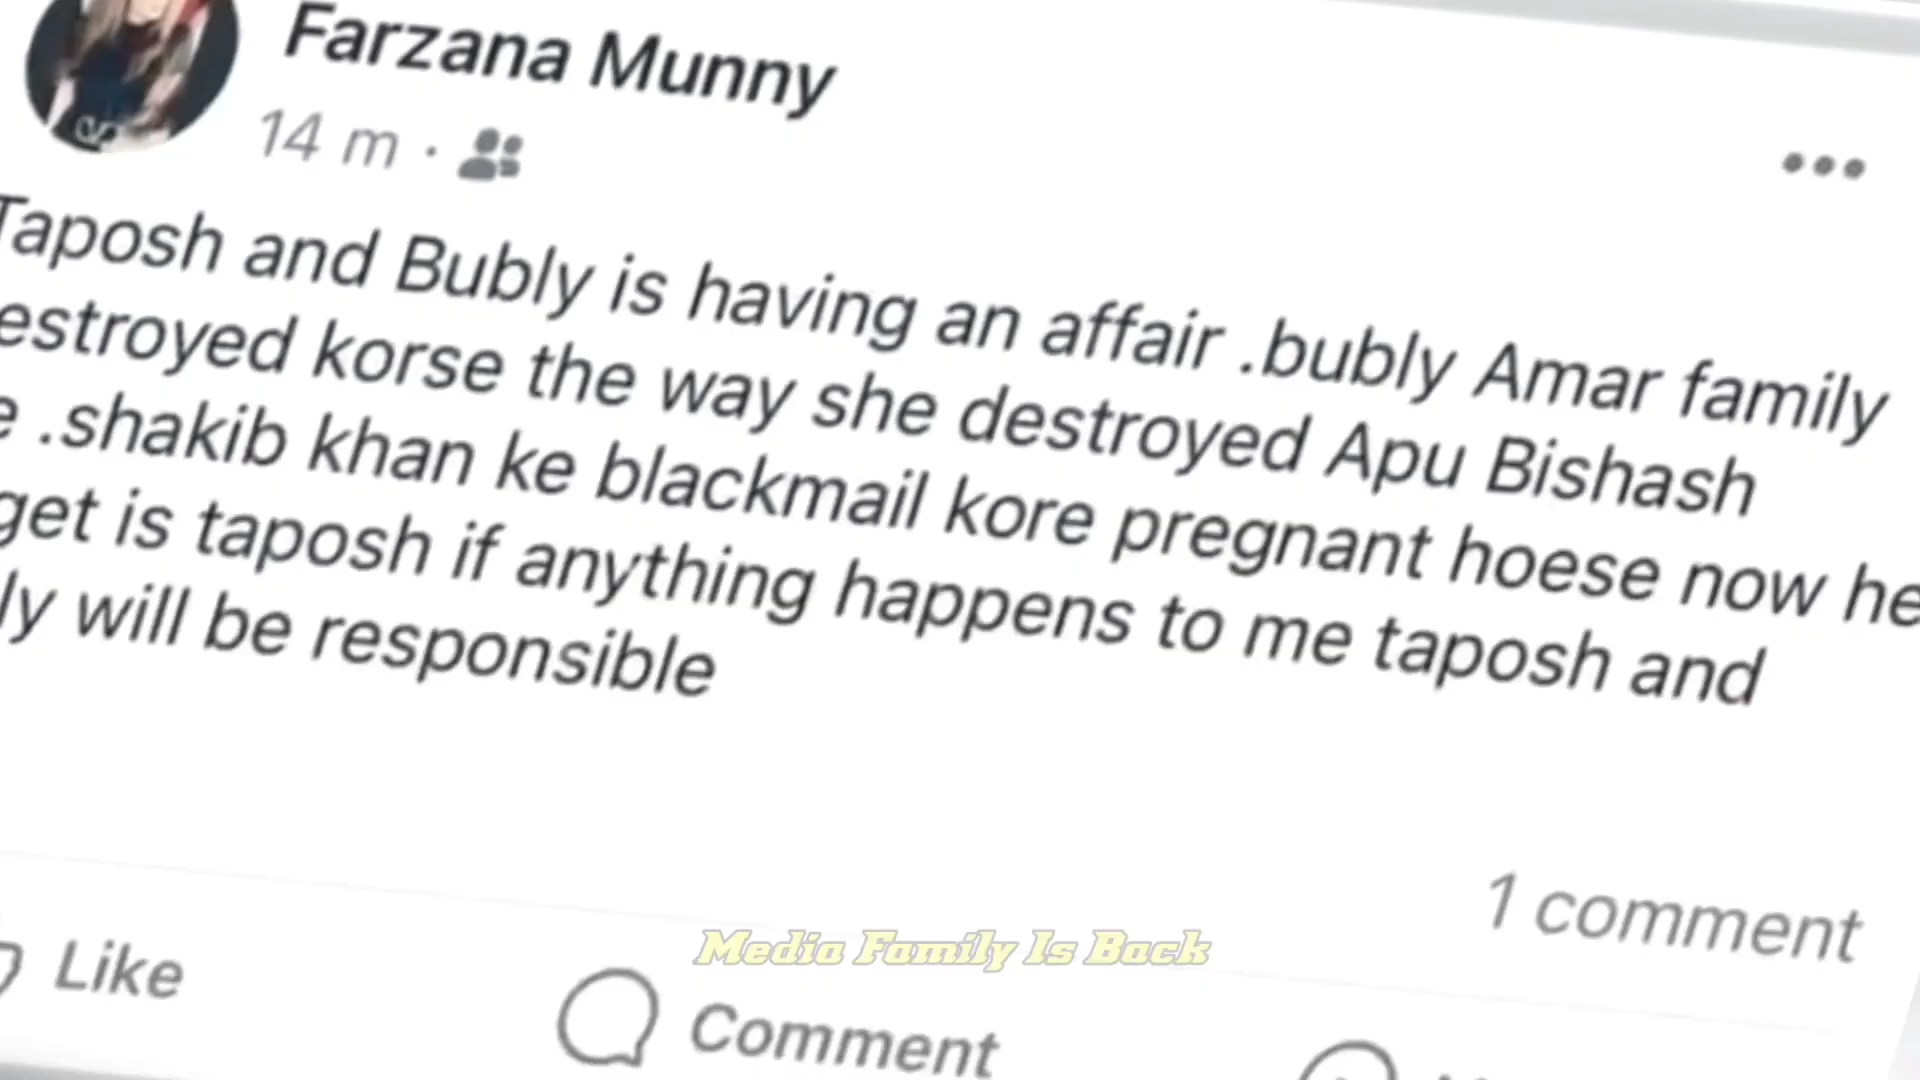 Farzana Munny
14 m ·
Taposh and Bubly is having an affair .bubly Amar family
estroyed korse the way she destroyed Apu Bishash
e .shakib khan ke blackmail kore pregnant hoese now he
get is taposh if anything happens to me taposh and
ly will be responsible
1 comment
Like
Comment
Media Family Is Back